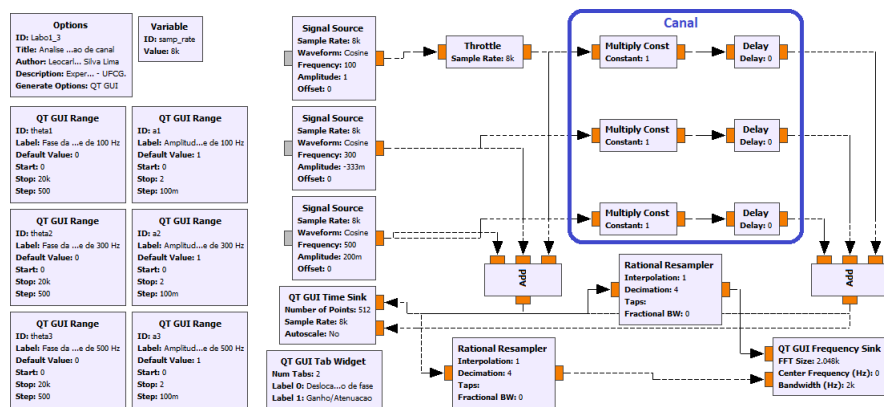 Options
ID: Labo1_3
Title: Analise ...ao de canal
Author: Leocarl... Silva Lima
Description: Exper... - UFCG.
Generate Options: QT GUI
Variable
ID: samp_rate
Value: 8k
QT GUI Range
ID: theta1
Label: Fase da ...e de 100 Hz
Default Value: 0
Start: 0
Stop: 20k
Step: 500
QT GUI Range
ID: a1
Label: Amplitud...e de 100 Hz
Default Value: 1
Start: 0
Stop: 2
Step: 100m
QT GUI Range
ID: theta2
Label: Fase da ...e de 300 Hz
Default Value: 0
Start: 0
Stop: 20k
Step: 500
QT GUI Range
ID: a2
Label: Amplitud...e de 300 Hz
Default Value: 1
Start: 0
Stop: 2
Step: 100m
QT GUI Range
ID: theta3
Label: Fase da ...e de 500 Hz
Default Value: 0
Start: 0
Stop: 20k
Step: 500
QT GUI Range
ID: a3
Label: Amplitud...e de 500 Hz
Default Value: 1
Start: 0
Stop: 2
Step: 100m
Signal Source
Sample Rate: 8k
Waveform: Cosine
Frequency: 100
Amplitude: 1
Offset: 0
Throttle
Sample Rate: 8k
Canal
Multiply Const
Constant: 1
Delay
Delay: 0
Signal Source
Sample Rate: 8k
Waveform: Cosine
Frequency: 300
Amplitude: -333m
Offset: 0
Multiply Const
Constant: 1
Delay
Delay: 0
Signal Source
Sample Rate: 8k
Waveform: Cosine
Frequency: 500
Amplitude: 200m
Offset: 0
Multiply Const
Constant: 1
Delay
Delay: 0
Add
Add
Rational Resampler
Interpolation: 1
Decimation: 4
Taps:
Fractional BW: 0
QT GUI Time Sink
Number of Points: 512
Sample Rate: 8k
Autoscale: No
Rational Resampler
Interpolation: 1
Decimation: 4
Taps:
Fractional BW: 0
QT GUI Frequency Sink
FFT Size: 2.048k
Center Frequency (Hz): 0
Bandwidth (Hz): 2k
QT GUI Tab Widget
Num Tabs: 2
Label 0: Desloca...o de fase
Label 1: Ganho/Atenuacao